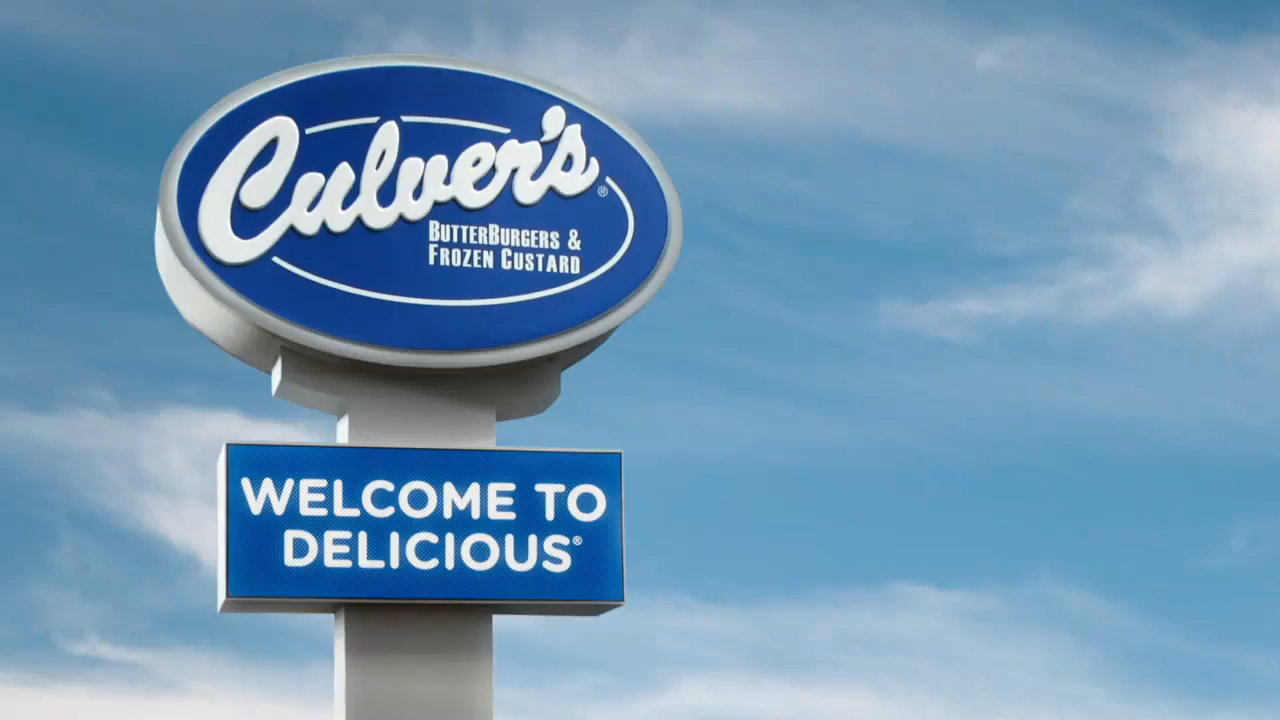 Culver's®
ButterBurgers &
Frozen Custard
WELCOME TO
DELICIOUS®